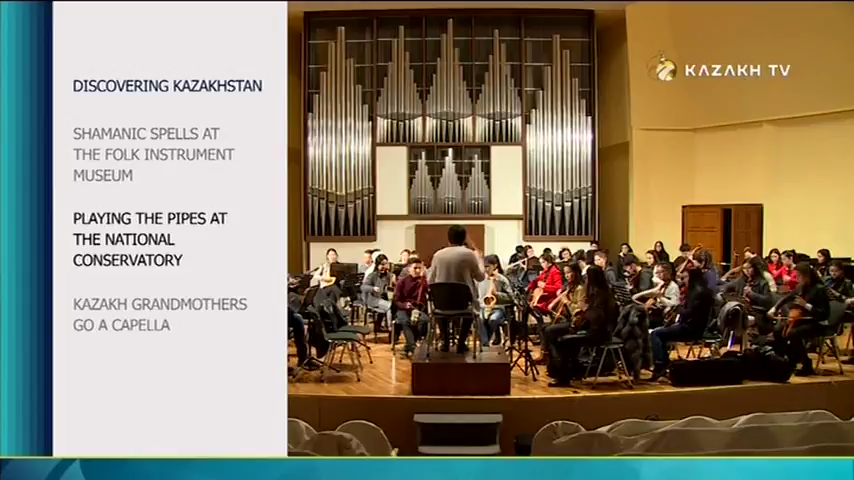 DISCOVERING KAZAKHSTAN
SHAMANIC SPELLS AT
THE FOLK INSTRUMENT
MUSEUM
PLAYING THE PIPES AT
THE NATIONAL
CONSERVATORY
KAZAKH GRANDMOTHERS
GO A CAPELLA
KAZAKH TV